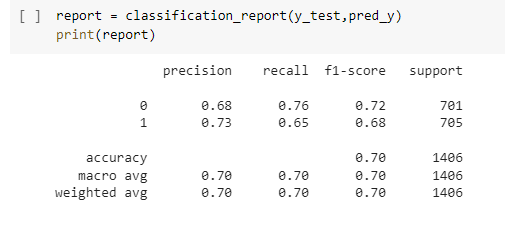 [ ] report = classification_report(y_test,pred_y)
print(report)
precision recall f1-score support
0 0.68 0.76 0.72 701
1 0.73 0.65 0.68 705
accuracy 0.70 1406
macro avg 0.70 0.70 0.70 1406
weighted avg 0.70 0.70 0.70 1406